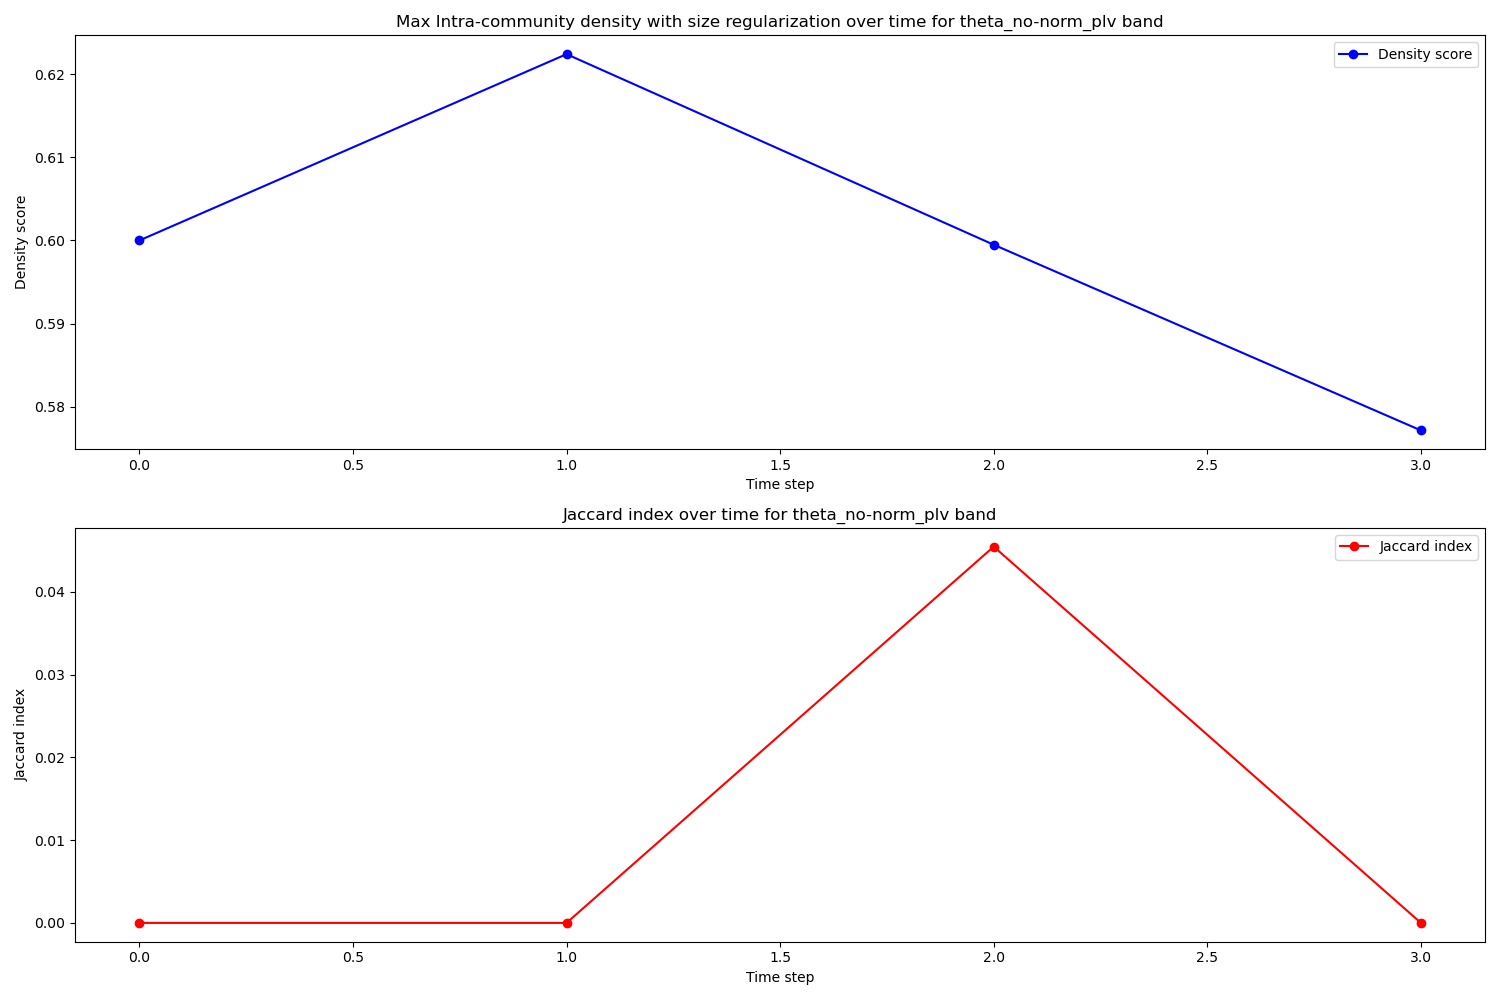 Max Intra-community density with size regularization over time for theta_no-norm_plv band
Density score
0.62
0.61
0.60
0.59
0.58
Density score
0.0 0.5 1.0 1.5 2.0 2.5 3.0
Time step
Jaccard index over time for theta_no-norm_plv band
Jaccard index
0.04
0.03
0.02
0.01
0.00
Jaccard index
0.0 0.5 1.0 1.5 2.0 2.5 3.0
Time step